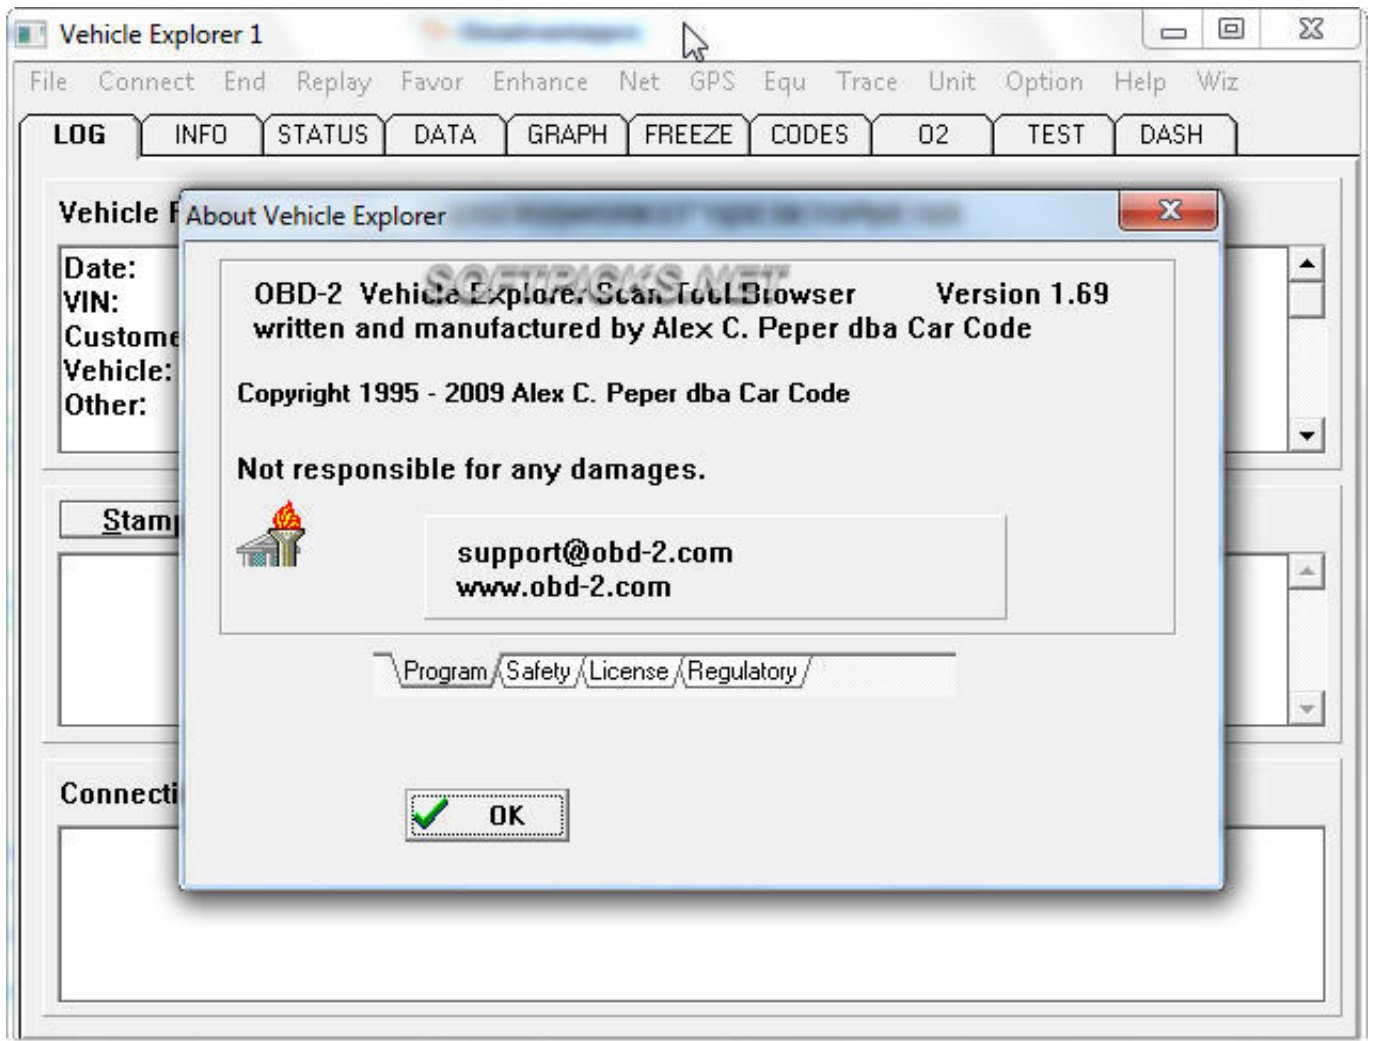 Vehicle Explorer 1
File Connect End Replay Favor Enhance Net GPS Equ Trace Unit Option Help Wiz
LOG INFO STATUS DATA GRAPH FREEZE CODES O2 TEST DASH
Vehicle
About Vehicle Explorer
Date:
VIN:
Custome
Vehicle:
Other:
SOFTPICKS.NET
OBD-2 Vehicle Explorer Scan Tool Browser Version 1.69
written and manufactured by Alex C. Peper dba Car Code
Copyright 1995 - 2009 Alex C. Peper dba Car Code
Not responsible for any damages.
Stamp
support@obd-2.com
www.obd-2.com
Program Safety License Regulatory
Connecti
OK